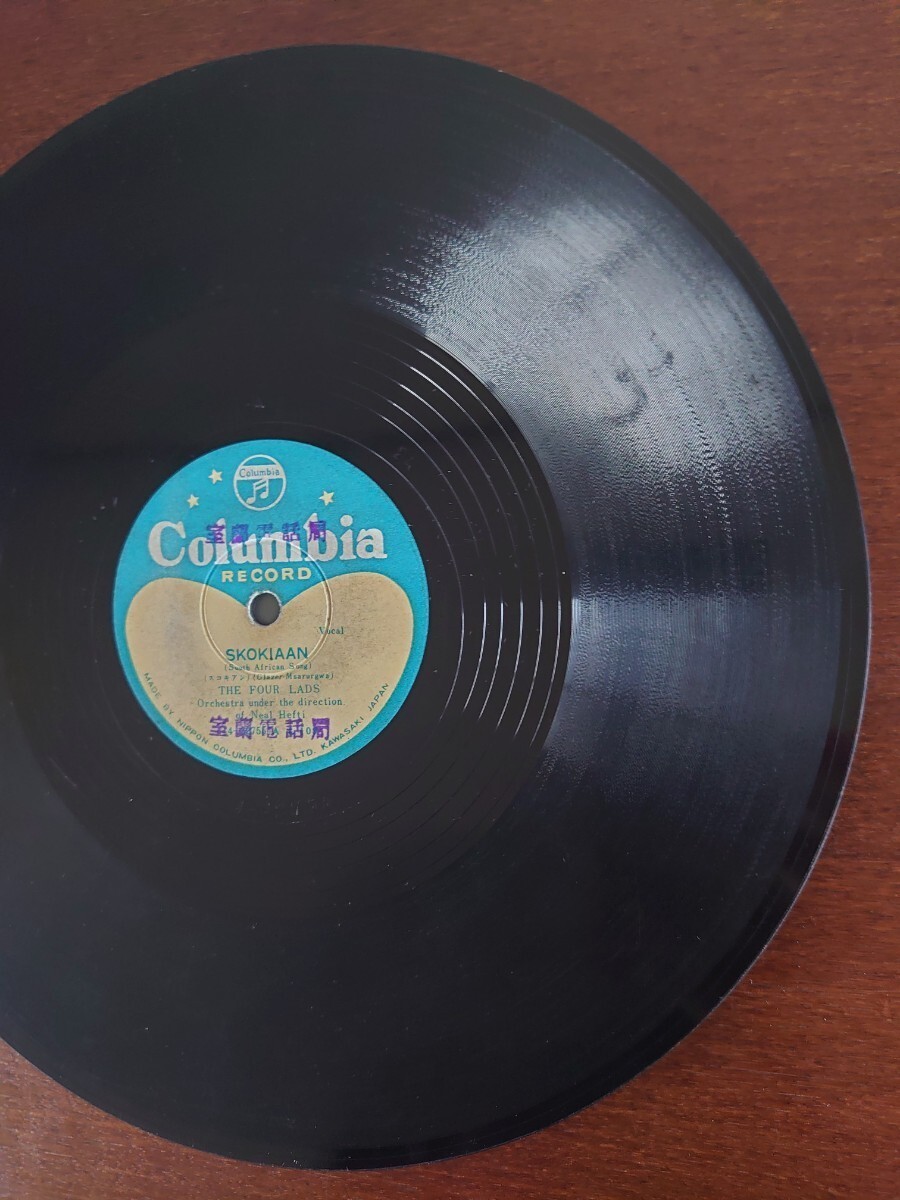 Columbia
Columbia
室蘭電話局
RECORD
Vocal
SKOKIAAN
(South African Song)
(スコキアン)
THE FOUR LADS
Orchestra under the direction
of Neal Hefti
室蘭電話局
MADE BY NIPPON COLUMBIA CO., LTD. KAWASAKI JAPAN